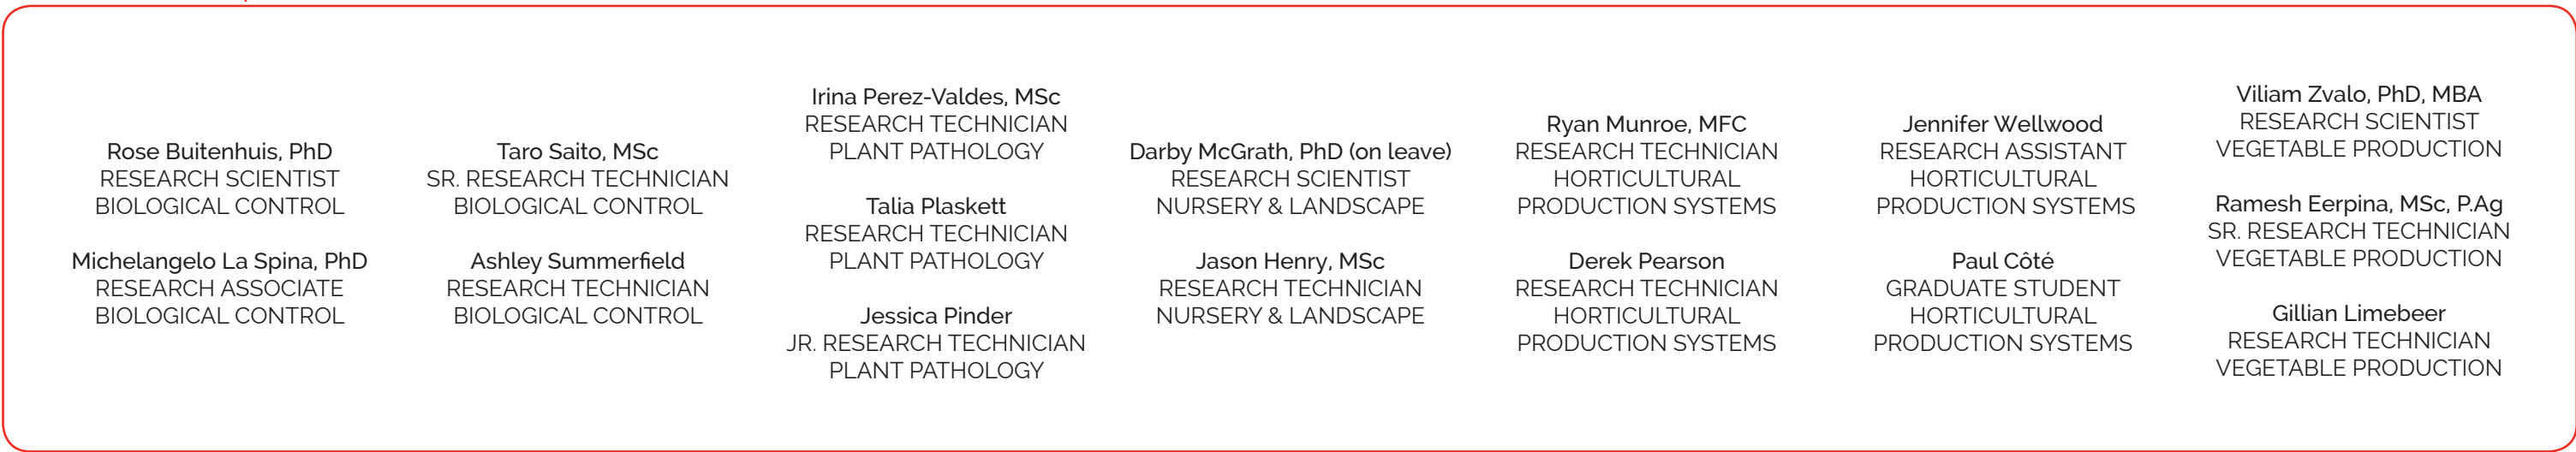 Rose Buitenhuis, PhD
RESEARCH SCIENTIST
BIOLOGICAL CONTROL
Michelangelo La Spina, PhD
RESEARCH ASSOCIATE
BIOLOGICAL CONTROL
Taro Saito, MSc
SR. RESEARCH TECHNICIAN
BIOLOGICAL CONTROL
Ashley Summerfield
RESEARCH TECHNICIAN
BIOLOGICAL CONTROL
Irina Perez-Valdes, MSc
RESEARCH TECHNICIAN
PLANT PATHOLOGY
Talia Plaskett
RESEARCH TECHNICIAN
PLANT PATHOLOGY
Jessica Pinder
JR. RESEARCH TECHNICIAN
PLANT PATHOLOGY
Darby McGrath, PhD (on leave)
RESEARCH SCIENTIST
NURSERY & LANDSCAPE
Jason Henry, MSc
RESEARCH TECHNICIAN
NURSERY & LANDSCAPE
Ryan Munroe, MFC
RESEARCH TECHNICIAN
HORTICULTURAL
PRODUCTION SYSTEMS
Derek Pearson
RESEARCH TECHNICIAN
HORTICULTURAL
PRODUCTION SYSTEMS
Jennifer Wellwood
RESEARCH ASSISTANT
HORTICULTURAL
PRODUCTION SYSTEMS
Paul Côté
GRADUATE STUDENT
HORTICULTURAL
PRODUCTION SYSTEMS
Viliam Zvalo, PhD, MBA
RESEARCH SCIENTIST
VEGETABLE PRODUCTION
Ramesh Eerpina, MSc, P.Ag
SR. RESEARCH TECHNICIAN
VEGETABLE PRODUCTION
Gillian Limebeer
RESEARCH TECHNICIAN
VEGETABLE PRODUCTION